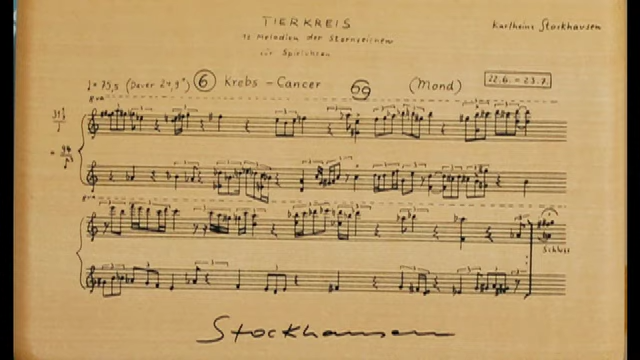 TIERKREIS
Karlheinz Stockhausen
12 Melodien der Sternzeichen
für Spieluhren
♩ = 75,5 (Dauer 24,9") 6 Krebs - Cancer ♋ (Mond) 22.6. - 23.7.
Schluss
Stockhausen